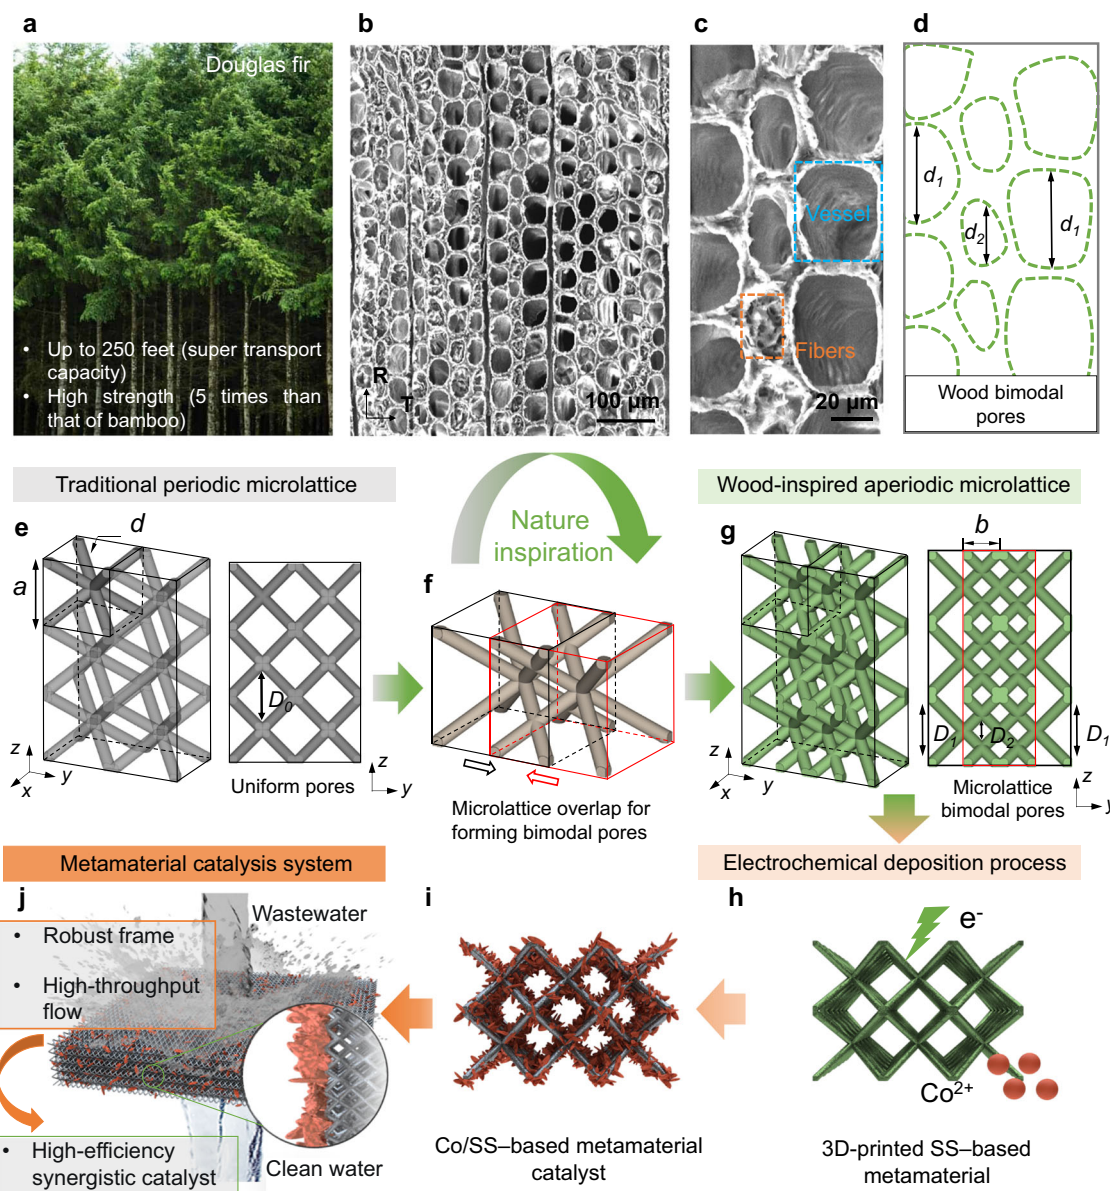 a
Douglas fir
• Up to 250 feet (super transport
capacity)
• High strength (5 times than
that of bamboo)
b
R
T
100 μm
c
Vessel
Fibers
20 μm
d
d1
d2
d1
Wood bimodal
pores
Traditional periodic microlattice
Nature
inspiration
Wood-inspired aperiodic microlattice
e
d
a
D0
z
x
y
Uniform pores
z
y
f
Microlattice overlap for
forming bimodal pores
g
b
D
D2
D1
z
x
y
Microlattice
bimodal pores
z
y
Metamaterial catalysis system
Electrochemical deposition process
j
Wastewater
• Robust frame
• High-throughput
flow
• High-efficiency
synergistic catalyst
Clean water
i
Co/SS–based metamaterial
catalyst
h
e-
Co2+
3D-printed SS–based
metamaterial